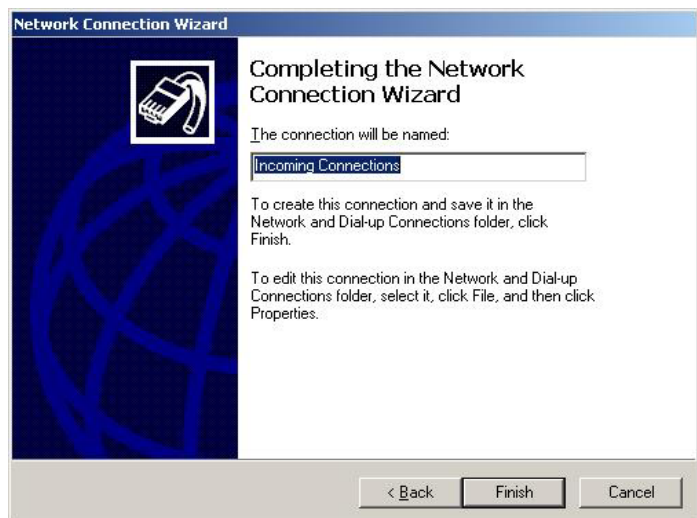 Network Connection Wizard
Completing the Network
Connection Wizard
The connection will be named:
Incoming Connections
To create this connection and save it in the
Network and Dial-up Connections folder, click
Finish.
To edit this connection in the Network and Dial-up
Connections folder, select it, click File, and then click
Properties.
< Back Finish Cancel